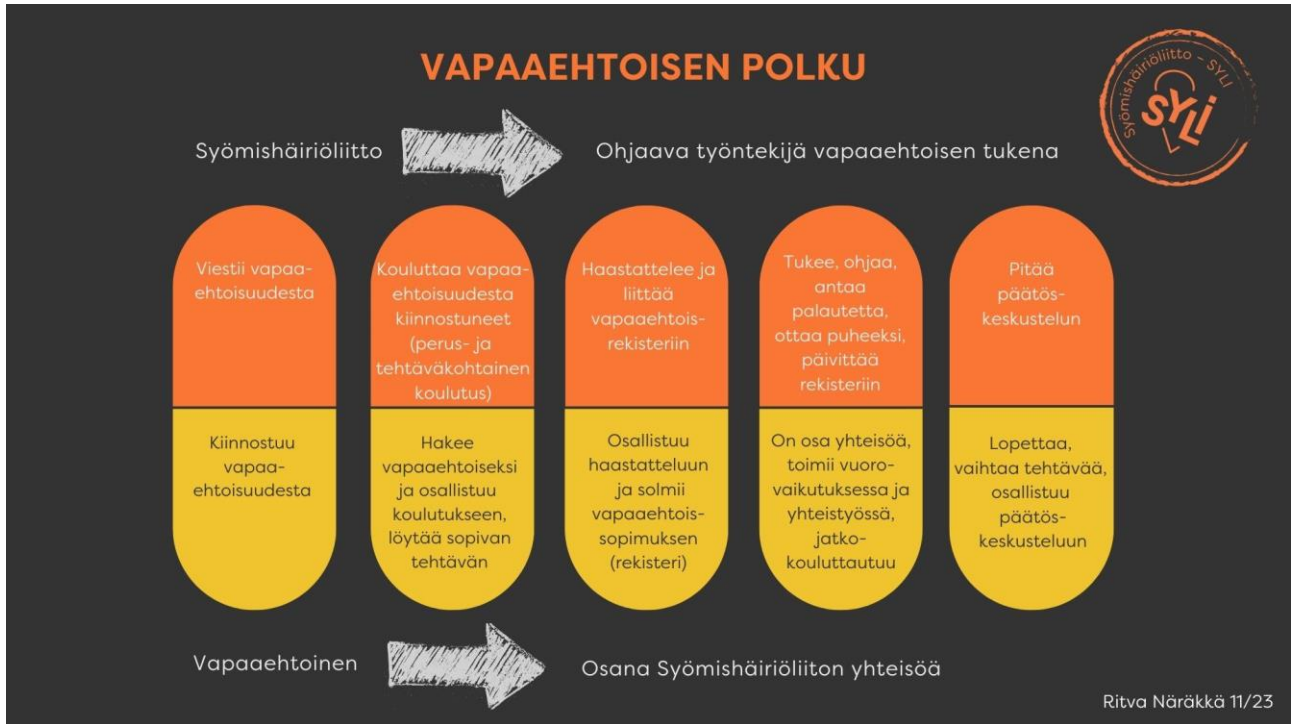 VAPAAEHTOISEN POLKU
Syömishäiriöliitto – SYLI
SYLi
Syömishäiriöliitto
Ohjaava työntekijä vapaaehtoisen tukena
Viestii vapaa-
ehtoisuudesta
Kouluttaa vapaa-
ehtoisuudesta
kiinnostuneet
(perus- ja
tehtäväkohtainen
koulutus)
Haastattelee ja
liittää
vapaaehtois-
rekisteriin
Tukee, ohjaa,
antaa
palautetta,
ottaa puheeksi,
päivittää
rekisteriin
Pitää
päätös-
keskustelun
Kiinnostuu
vapaa-
ehtoisuudesta
Hakee
vapaaehtoiseksi
ja osallistuu
koulutukseen,
löytää sopivan
tehtävän
Osallistuu
haastatteluun
ja solmii
vapaaehtois-
sopimuksen
(rekisteri)
On osa yhteisöä,
toimii vuoro-
vaikutuksessa ja
yhteistyössä,
jatko-
kouluttautuu
Lopettaa,
vaihtaa tehtävää,
osallistuu
päätös-
keskusteluun
Vapaaehtoinen
Osana Syömishäiriöliiton yhteisöä
Ritva Näräkkä 11/23